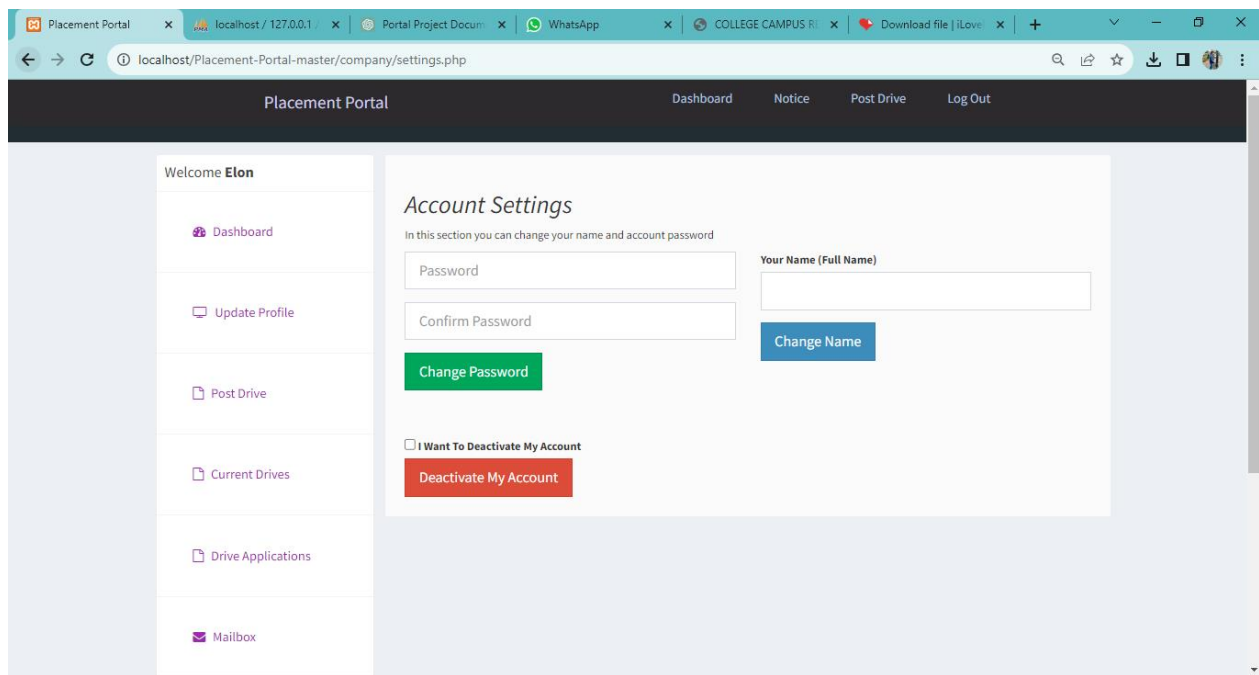 Placement Portal
localhost / 127.0.0.1 /
Portal Project Docum
WhatsApp
COLLEGE CAMPUS RE
Download file | iLove
localhost/Placement-Portal-master/company/settings.php
Placement Portal
Dashboard
Notice
Post Drive
Log Out
Welcome Elon
Dashboard
Update Profile
Post Drive
Current Drives
Drive Applications
Mailbox
Account Settings
In this section you can change your name and account password
Password
Confirm Password
Change Password
Your Name (Full Name)
Change Name
I Want To Deactivate My Account
Deactivate My Account